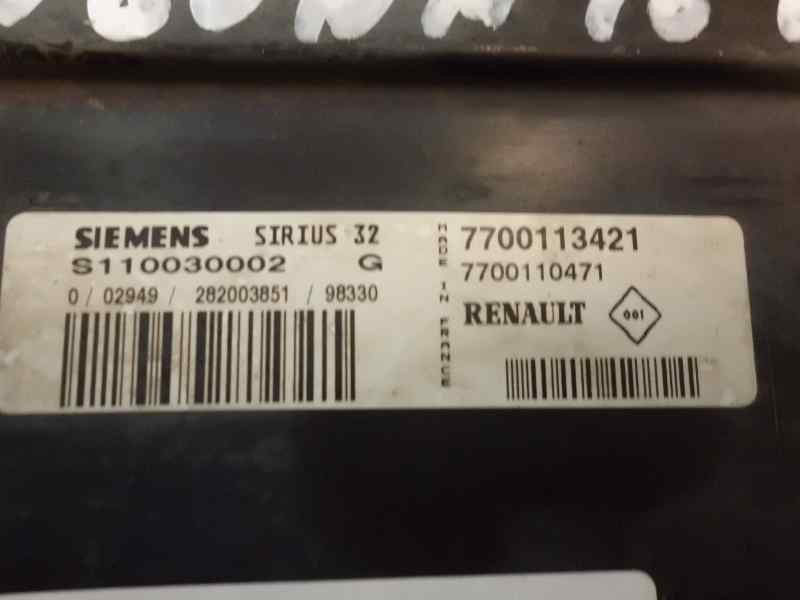 SIEMENS SIRIUS 32
S110030002 G
0 / 02949 / 282003851 / 98330
MADE IN FRANCE
7700113421
7700110471
RENAULT 001